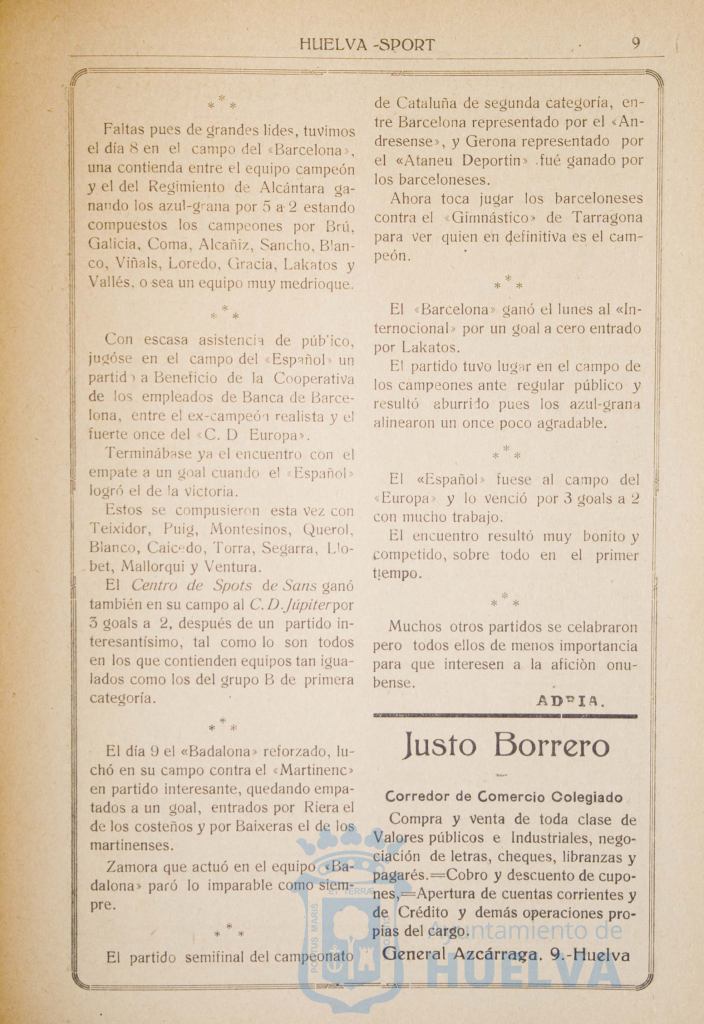 HUELVA -SPORT 9
* * *
Faltas pues de grandes lides, tuvimos
el día 8 en el campo del «Barcelona»,
una contienda entre el equipo campeón
y el del Regimiento de Alcántara ga-
nando los azul-grana por 5 a 2 estando
compuestos los campeones por Brú,
Galicia, Coma, Alcañiz, Sancho, Blan-
co, Viñals, Loredo, Gracia, Lakatos y
Vallés, o sea un equipo muy medrioque.
* * *
Con escasa asistencia de púb'ico,
jugóse en el campo del «Español» un
partido a Beneficio de la Cooperativa
de los empleados de Banca de Barce-
lona, entre el ex-campeón realista y el
fuerte once del «C. D Europa».
Terminábase ya el encuentro con el
empate a un goal cuando el «Español»
logró el de la victoria.
Estos se compusieron esta vez con
Teixidor, Puig, Montesinos, Querol,
Blanco, Caicedo, Torra, Segarra, Llo-
bet, Mallorqui y Ventura.
El Centro de Spots de Sans ganó
también en su campo al C. D. Júpiter por
3 goals a 2, después de un partido in-
teresantísimo, tal como lo son todos
en los que contienden equipos tan igua-
lados como los del grupo B de primera
categoría.
* * *
El día 9 el «Badalona» reforzado, lu-
chó en su campo contra el «Martinenc»
en partido interesante, quedando empa-
tados a un goal, entrados por Riera el
de los costeños y por Baixeras el de los
martinenses.
Zamora que actuó en el equipo «Ba-
dalona» paró lo imparable como siem-
pre.
* * *
El partido semifinal del campeonato
de Cataluña de segunda categoría, en-
tre Barcelona representado por el «An-
dresense», y Gerona representado por
el «Ataneu Deportin» fué ganado por
los barceloneses.
Ahora toca jugar los barceloneses
contra el «Gimnástico» de Tarragona
para ver quien en definitiva es el cam-
peón.
* * *
El «Barcelona» ganó el lunes al «In-
ternocional» por un goal a cero entrado
por Lakatos.
El partido tuvo lugar en el campo de
los campeones ante regular público y
resultó aburrido pues los azul-grana
alinearon un once poco agradable.
* * *
El «Español» fuese al campo del
«Europa» y lo venció por 3 goals a 2
con mucho trabajo.
El encuentro resultó muy bonito y
competido, sobre todo en el primer
tiempo.
* * *
Muchos otros partidos se celabraron
pero todos ellos de menos importancia
para que interesen a la afición onu-
bense.
ADRIA.
Justo Borrero
Corredor de Comercio Colegiado
Compra y venta de toda clase de
Valores públicos e Industriales, nego-
ciación de letras, cheques, libranzas y
pagarés.=Cobro y descuento de cupo-
nes,=Apertura de cuentas corrientes y
de Crédito y demás operaciones pro-
pias del cargo.
General Azcárraga. 9.-Huelva
PORTUS MARIS
ET TERRÆ
Ayuntamiento de
HUELVA